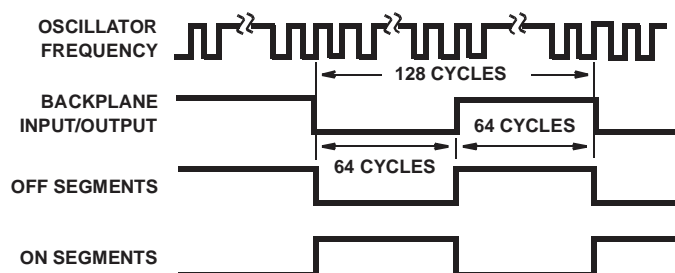 OSCILLATOR
FREQUENCY
128 CYCLES
BACKPLANE
INPUT/OUTPUT
64 CYCLES
64 CYCLES
OFF SEGMENTS
ON SEGMENTS